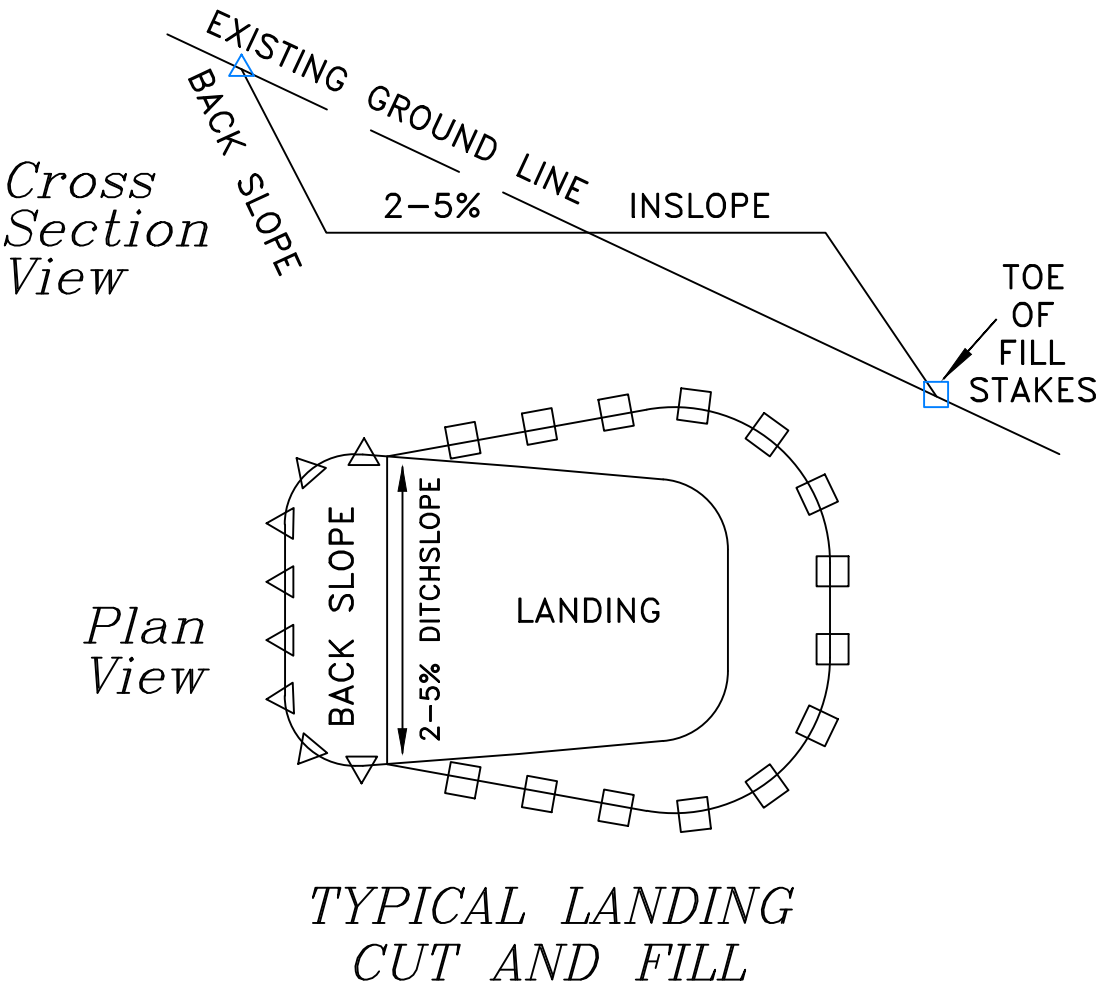 EXISTING GROUND LINE
BACK SLOPE
Cross
Section
View
2-5% INSLOPE
TOE
OF
FILL
STAKES
BACK SLOPE
2-5% DITCHSLOPE
LANDING
Plan
View
TYPICAL LANDING
CUT AND FILL